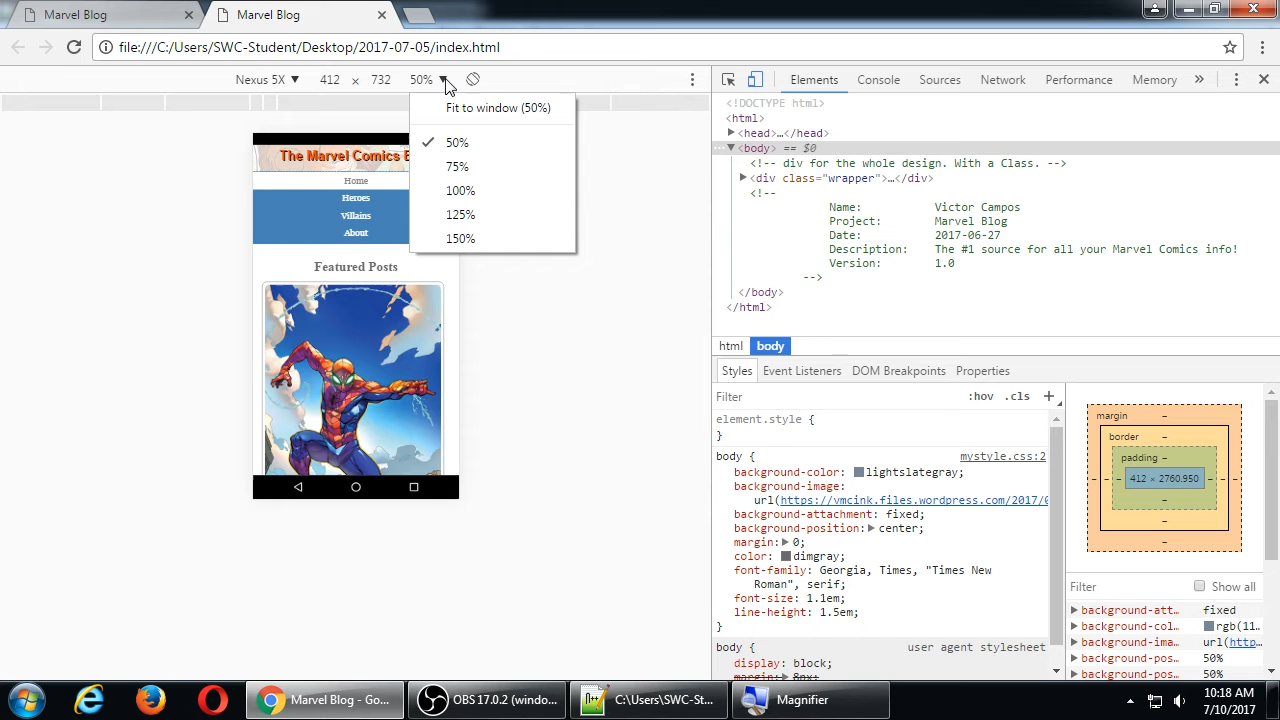 Marvel Blog
Marvel Blog
file:///C:/Users/SWC-Student/Desktop/2017-07-05/index.html
Nexus 5X ▼ 412 × 732 50% ▼
Fit to window (50%)
50%
75%
100%
125%
150%
The Marvel Comics B
Home
Heroes
Villains
About
Featured Posts
Elements Console Sources Network Performance Memory »
<!DOCTYPE html>
<html>
<head>…</head>
<body> == $0
<!-- div for the whole design. With a Class. -->
<div class="wrapper">…</div>
<!--
Name: Victor Campos
Project: Marvel Blog
Date: 2017-06-27
Description: The #1 source for all your Marvel Comics info!
Version: 1.0
-->
</body>
</html>
html body
Styles Event Listeners DOM Breakpoints Properties
Filter :hov .cls +
element.style {
}
body { mystyle.css:2
background-color: lightslategray;
background-image:
url(https://vmcink.files.wordpress.com/2017/0
background-attachment: fixed;
background-position: center;
margin: 0;
color: dimgray;
font-family: Georgia, Times, "Times New
Roman", serif;
font-size: 1.1em;
line-height: 1.5em;
}
body { user agent stylesheet
display: block;
margin: 8px;
margin –
border –
padding –
– – – 412 × 2760.950 – – –
–
–
–
Filter Show all
background-att… fixed
background-col… rgb(11…
background-ima… url(http…
background-pos… 50%
background-pos… 50%
Marvel Blog - Go... OBS 17.0.2 (windo... C:\Users\SWC-St... Magnifier
10:18 AM
7/10/2017